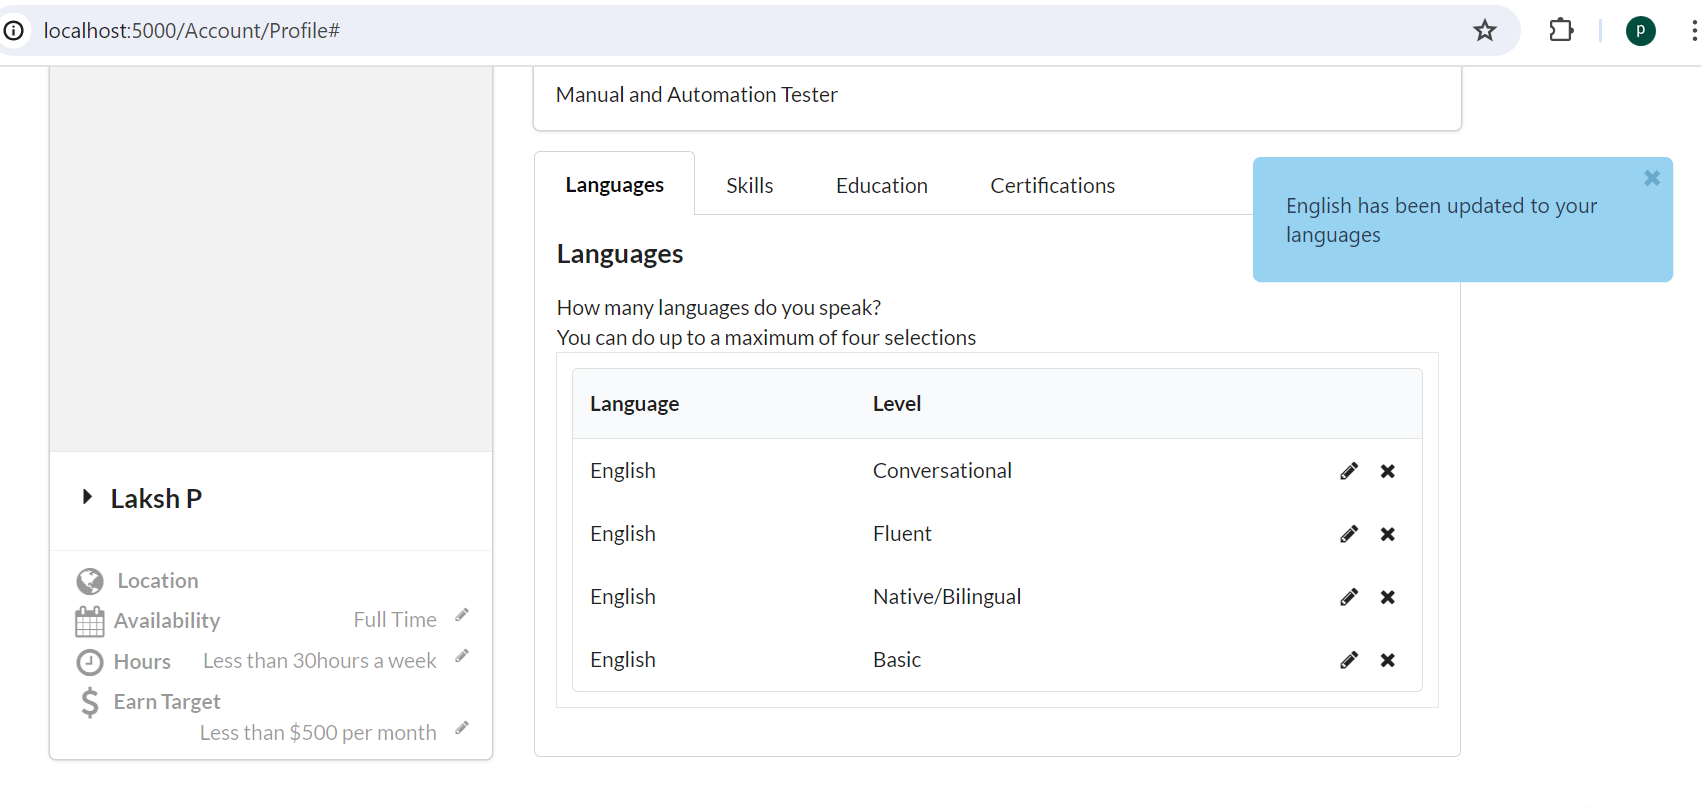 localhost:5000/Account/Profile#
p
Manual and Automation Tester
Languages Skills Education Certifications
English has been updated to your
languages
Languages
How many languages do you speak?
You can do up to a maximum of four selections
Language Level
English Conversational
English Fluent
English Native/Bilingual
English Basic
Laksh P
Location
Availability Full Time
Hours Less than 30hours a week
Earn Target
Less than $500 per month